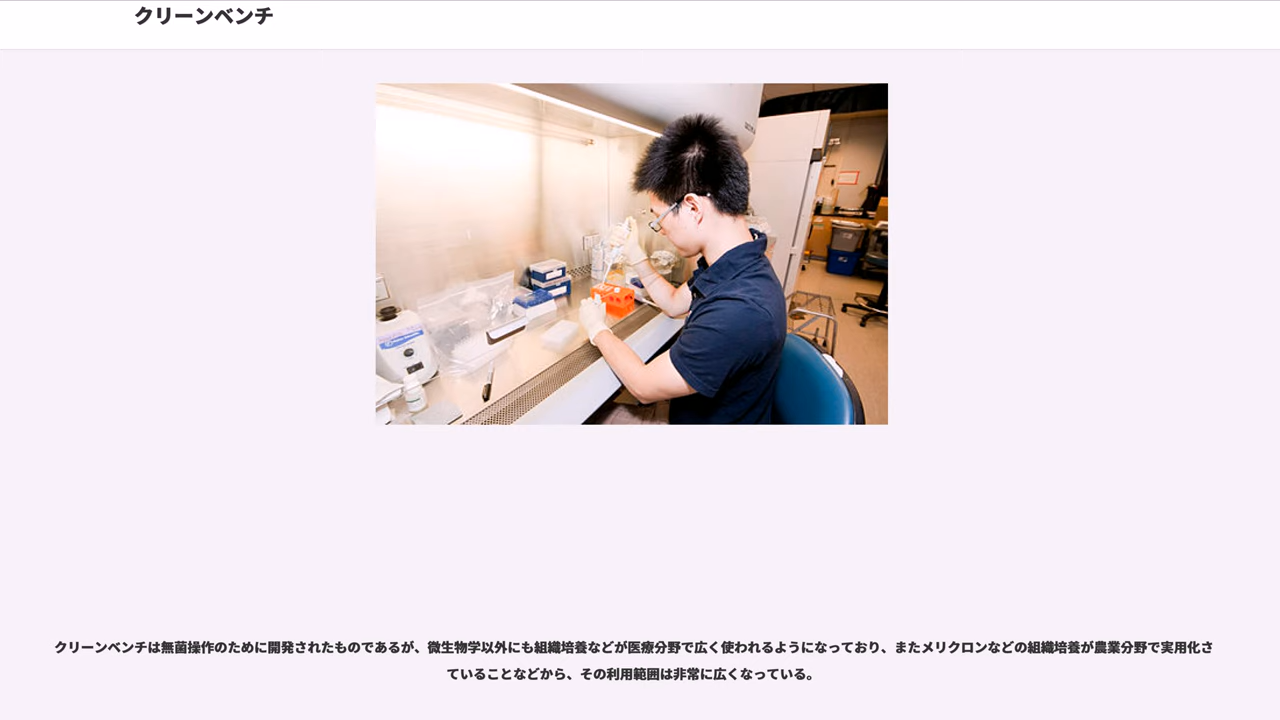 クリーンベンチ
クリーンベンチは無菌操作のために開発されたものであるが、微生物学以外にも組織培養などが医療分野で広く使われるようになっており、またメリクロンなどの組織培養が農業分野で実用化さ
ていることなどから、その利用範囲は非常に広くなっている。